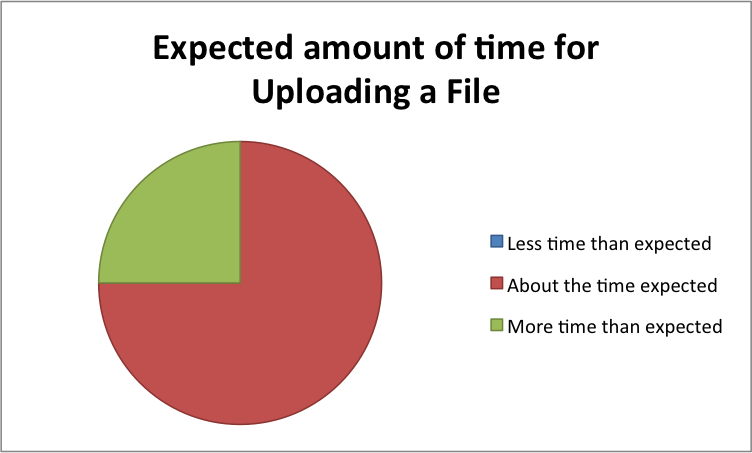 Expected amount of time for
Uploading a File
Less time than expected
About the time expected
More time than expected